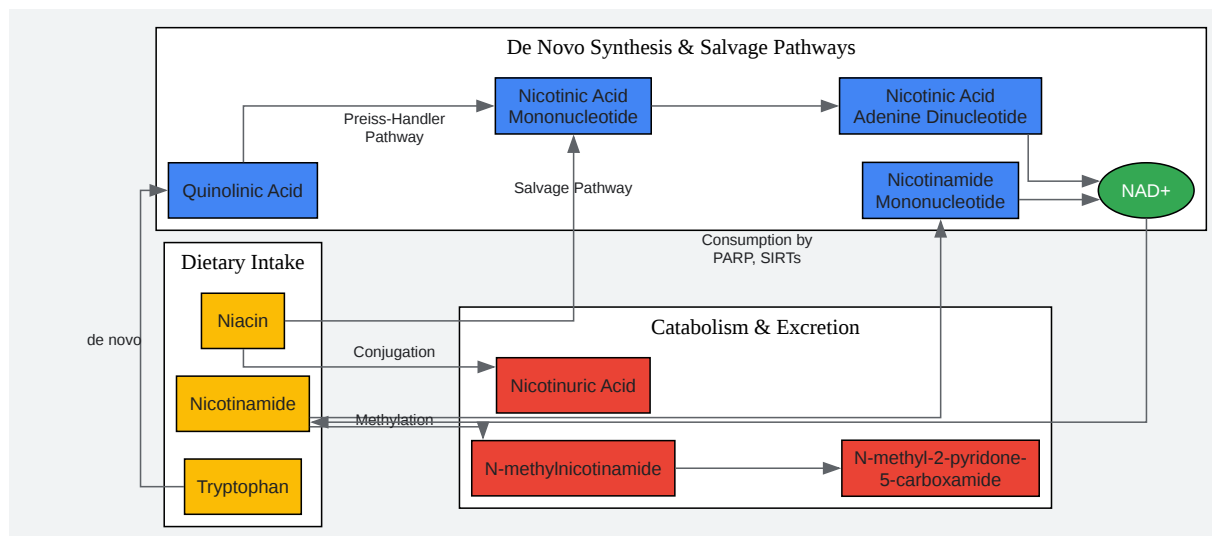 De Novo Synthesis & Salvage Pathways
Nicotinic Acid
Mononucleotide
Nicotinic Acid
Adenine Dinucleotide
Preiss-Handler
Pathway
Quinolinic Acid
Salvage Pathway
Nicotinamide
Mononucleotide
NAD+
Consumption by
PARP, SIRTs
Dietary Intake
Niacin
de novo
Conjugation
Catabolism & Excretion
Nicotinuric Acid
Nicotinamide
Methylation
Tryptophan
N-methylnicotinamide
N-methyl-2-pyridone-
5-carboxamide